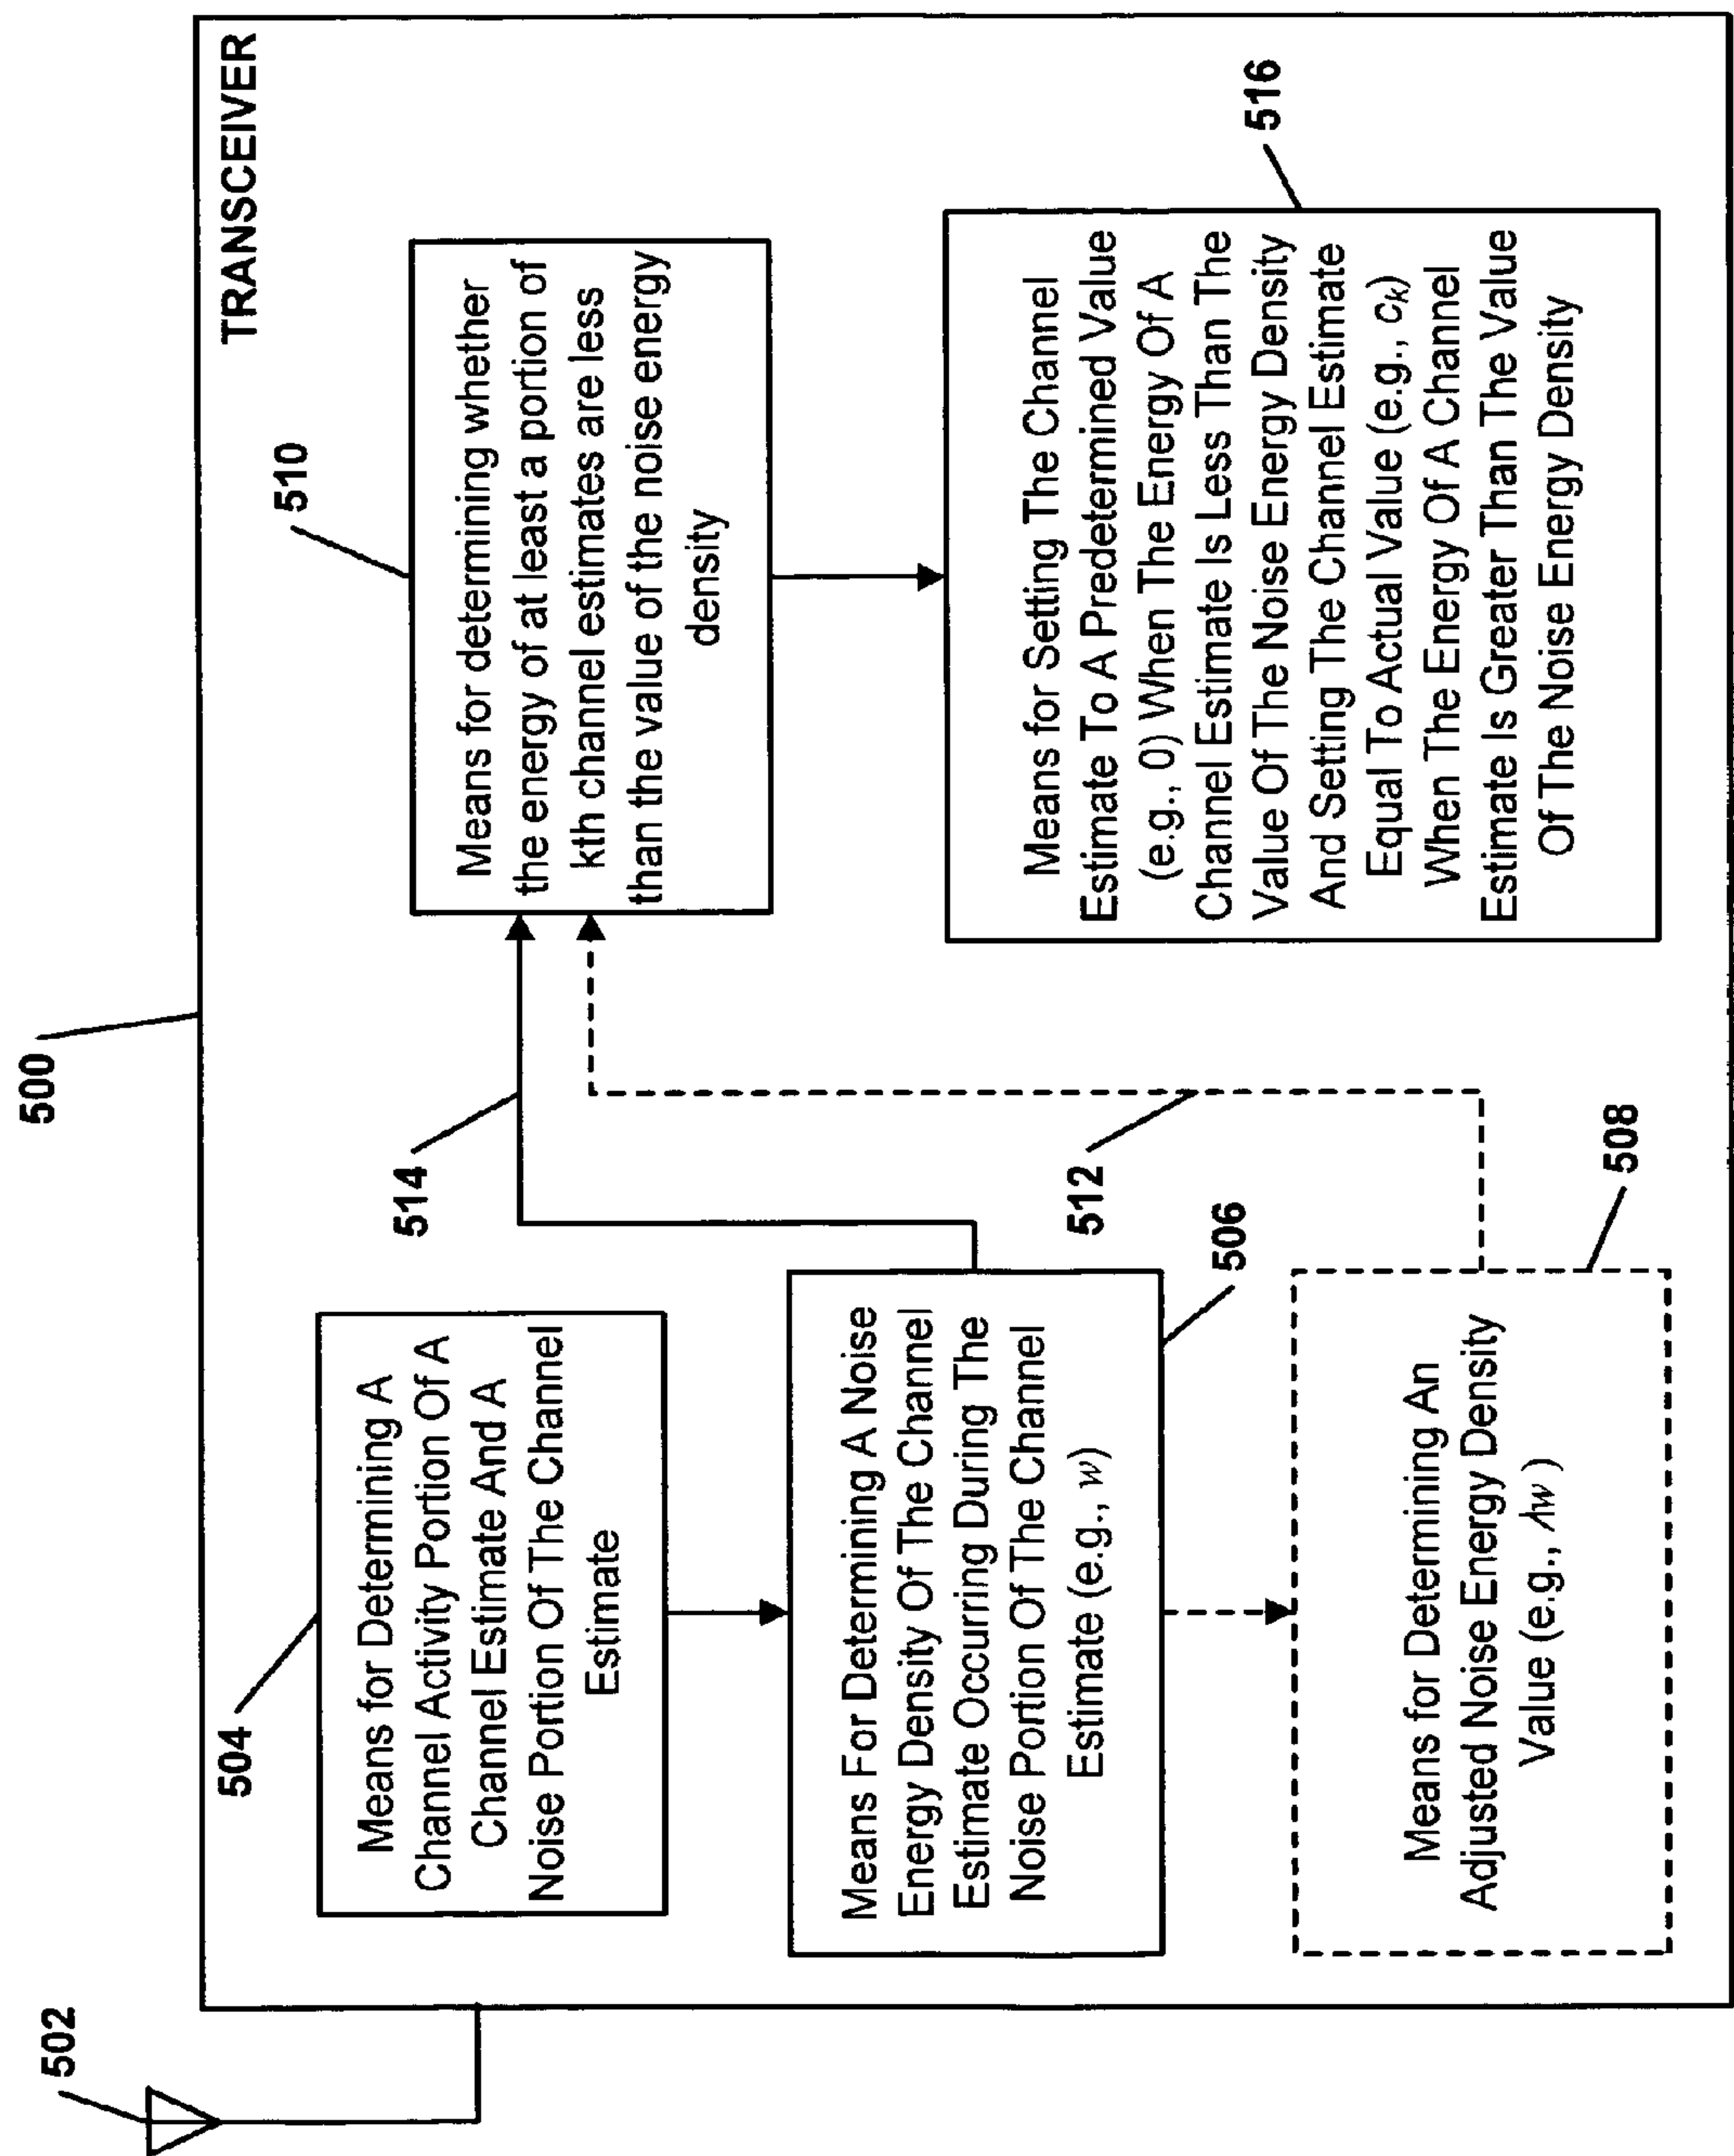 500
502
TRANSCEIVER
504
Means for Determining A
Channel Activity Portion Of A
Channel Estimate And A
Noise Portion Of The Channel
Estimate
Means For Determining A Noise
Energy Density Of The Channel
Estimate Occurring During The
Noise Portion Of The Channel
Estimate (e.g., w)
506
Means for Determining An
Adjusted Noise Energy Density
Value (e.g., λw )
508
514
512
510
Means for determining whether
the energy of at least a portion of
kth channel estimates are less
than the value of the noise energy
density
Means for Setting The Channel
Estimate To A Predetermined Value
(e.g., 0) When The Energy Of A
Channel Estimate Is Less Than The
Value Of The Noise Energy Density
And Setting The Channel Estimate
Equal To Actual Value (e.g., cₖ)
When The Energy Of A Channel
Estimate Is Greater Than The Value
Of The Noise Energy Density
516